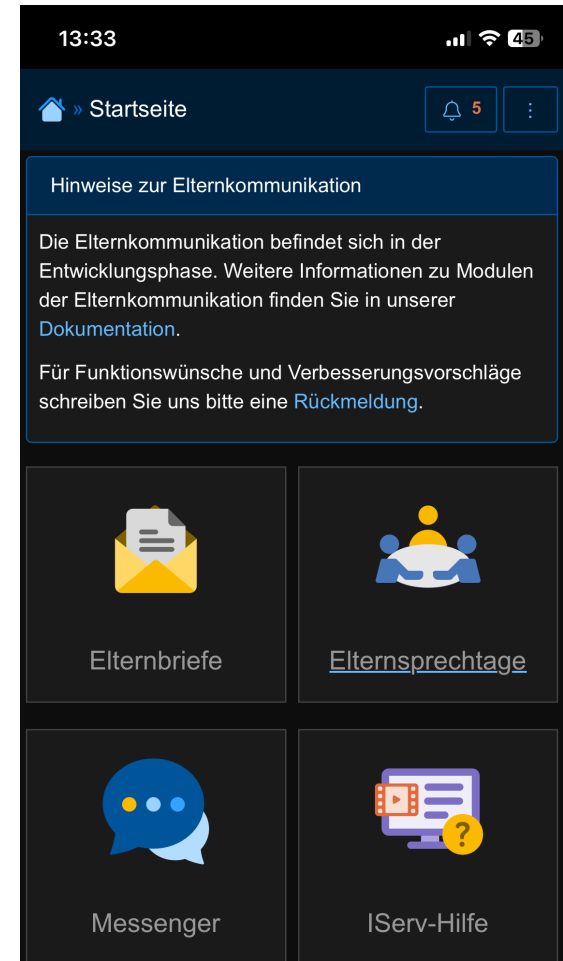 13:33
45
» Startseite
5
Hinweise zur Elternkommunikation
Die Elternkommunikation befindet sich in der
Entwicklungsphase. Weitere Informationen zu Modulen
der Elternkommunikation finden Sie in unserer
Dokumentation.
Für Funktionswünsche und Verbesserungsvorschläge
schreiben Sie uns bitte eine Rückmeldung.
Elternbriefe
Elternsprechtage
?
Messenger
IServ-Hilfe